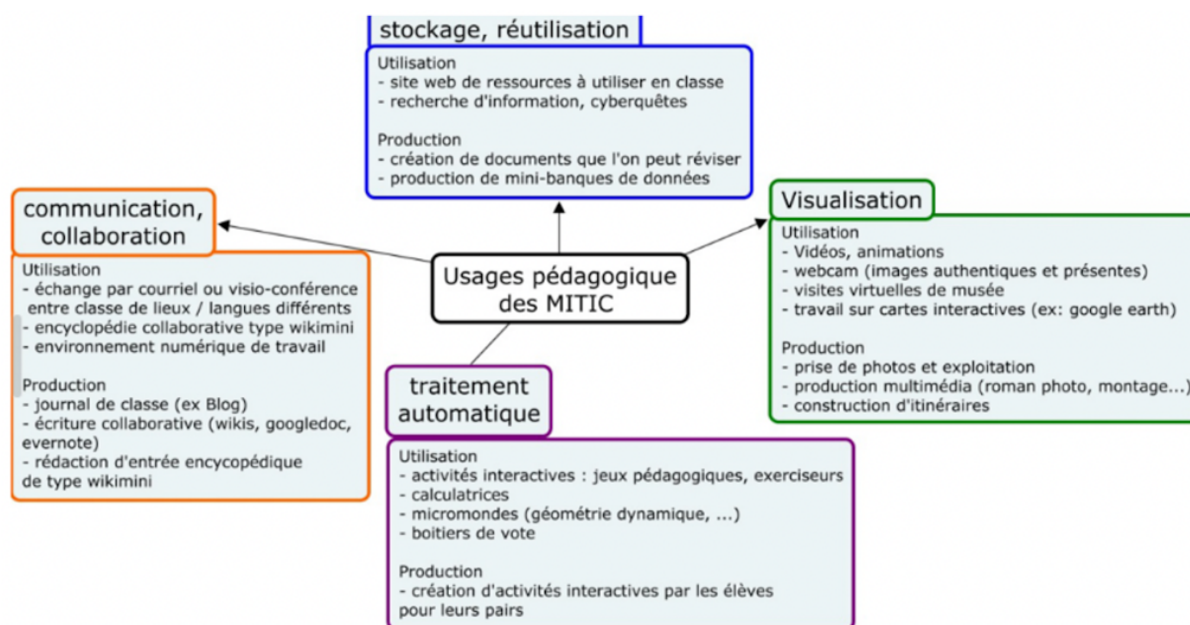 stockage, réutilisation
Utilisation
- site web de ressources à utiliser en classe
- recherche d'information, cyberquêtes
Production
- création de documents que l'on peut réviser
- production de mini-banques de données
communication,
collaboration
Utilisation
- échange par courriel ou visio-conférence
entre classe de lieux / langues différents
- encyclopédie collaborative type wikimini
- environnement numérique de travail
Production
- journal de classe (ex Blog)
- écriture collaborative (wikis, googledoc,
evernote)
- rédaction d'entrée encycopédique
de type wikimini
Usages pédagogique
des MITIC
Visualisation
Utilisation
- Vidéos, animations
- webcam (images authentiques et présentes)
- visites virtuelles de musée
- travail sur cartes interactives (ex: google earth)
Production
- prise de photos et exploitation
- production multimédia (roman photo, montage...)
- construction d'itinéraires
traitement
automatique
Utilisation
- activités interactives : jeux pédagogiques, exerciseurs
- calculatrices
- micromondes (géométrie dynamique, ...)
- boitiers de vote
Production
- création d'activités interactives par les élèves
pour leurs pairs